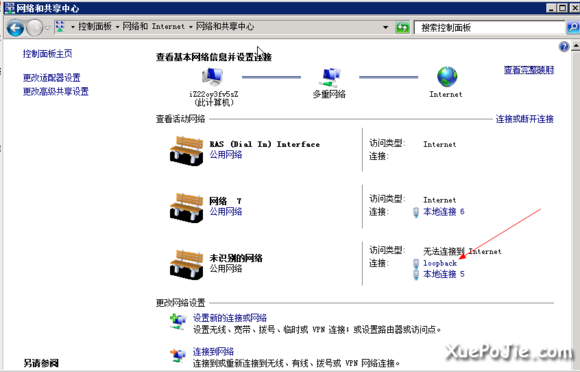 网络和共享中心
控制面板 ▸ 网络和 Internet ▸ 网络和共享中心
搜索控制面板
控制面板主页
更改适配器设置
更改高级共享设置
另请参阅
查看基本网络信息并设置连接
查看完整映射
iZ22oy3fw5sZ
(此计算机)
多重网络
Internet
查看活动网络
连接或断开连接
RAS (Dial In) Interface
公用网络
访问类型: Internet
连接:
网络 7
公用网络
访问类型: Internet
连接: 本地连接 6
未识别的网络
公用网络
访问类型: 无法连接到 Internet
连接: loopback
本地连接 5
更改网络设置
设置新的连接或网络
设置无线、宽带、拨号、临时或 VPN 连接；或设置路由器或访问点。
连接到网络
连接到或重新连接到无线、有线、拨号或 VPN 网络连接。
XuePoJie.com